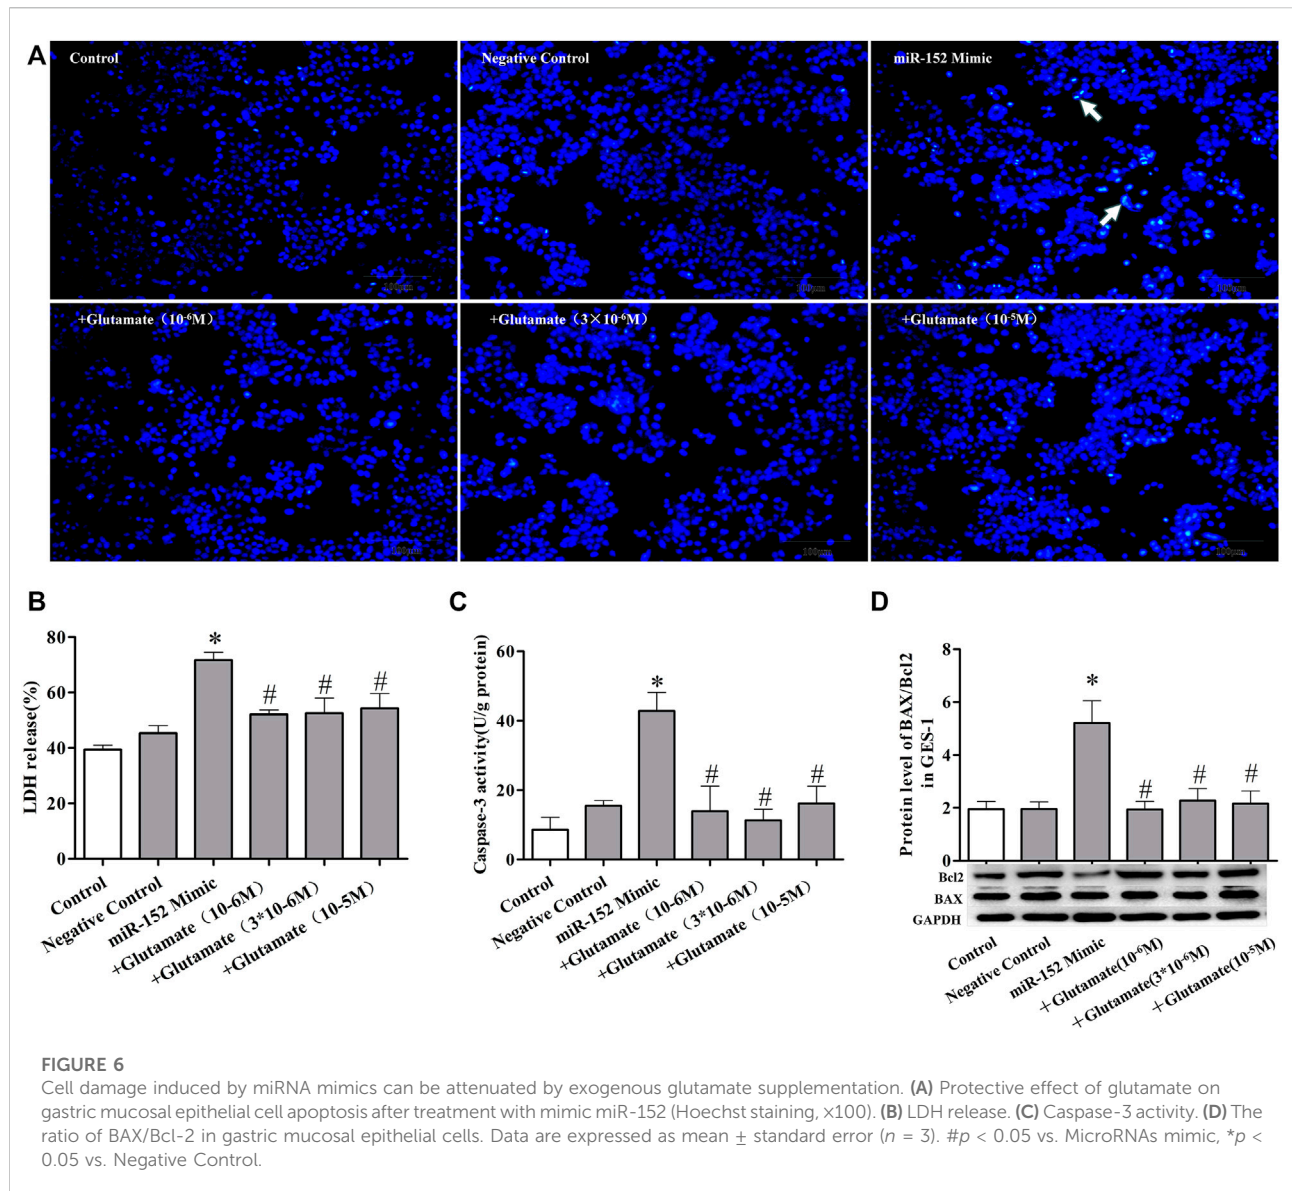 A
Control
Negative Control
miR-152 Mimic
100μm
100μm
100μm
+Glutamate（10⁻⁶M）
+Glutamate（3×10⁻⁶M）
+Glutamate（10⁻⁵M）
100μm
100μm
100μm
B
LDH release(%)
80
60
40
20
0
*
#
#
#
Control
Negative Control
miR-152 Mimic
+Glutamate（10-6M）
+Glutamate（3*10-6M）
+Glutamate（10-5M）
C
Caspase-3 activity(U/g protein)
60
40
20
0
*
#
#
#
Control
Negative Control
miR-152 Mimic
+Glutamate（10-6M）
+Glutamate（3*10-6M）
+Glutamate（10-5M）
D
Protein level of BAX/Bcl2
in GES-1
8
6
4
2
0
*
#
#
#
Bcl2
BAX
GAPDH
Control
Negative Control
miR-152 Mimic
＋Glutamate(10⁻⁶M)
＋Glutamate(3*10⁻⁶M)
＋Glutamate(10⁻⁵M)
FIGURE 6
Cell damage induced by miRNA mimics can be attenuated by exogenous glutamate supplementation. (A) Protective effect of glutamate on
gastric mucosal epithelial cell apoptosis after treatment with mimic miR-152 (Hoechst staining, ×100). (B) LDH release. (C) Caspase-3 activity. (D) The
ratio of BAX/Bcl-2 in gastric mucosal epithelial cells. Data are expressed as mean ± standard error (n = 3). #p < 0.05 vs. MicroRNAs mimic, *p <
0.05 vs. Negative Control.